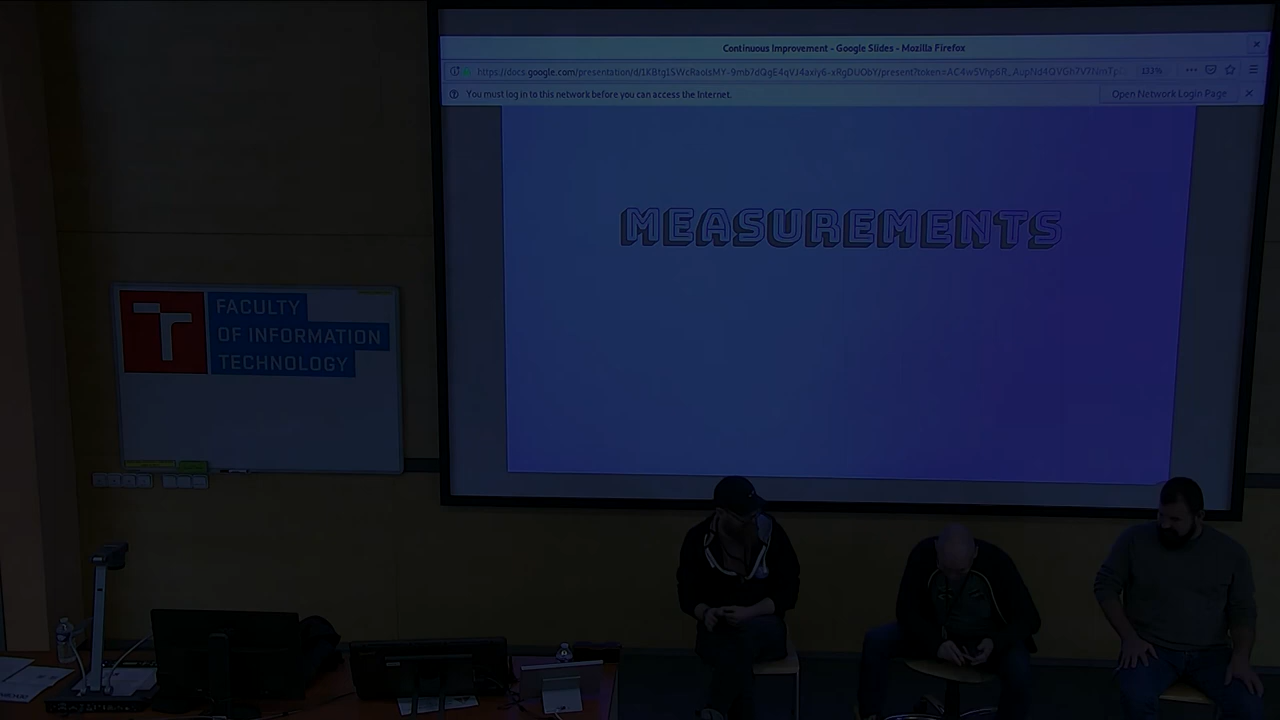 Continuous Improvement - Google Slides - Mozilla Firefox
133%
You must log in to this network before you can access the Internet.
Open Network Login Page
MEASUREMENTS
FACULTY
OF INFORMATION
TECHNOLOGY